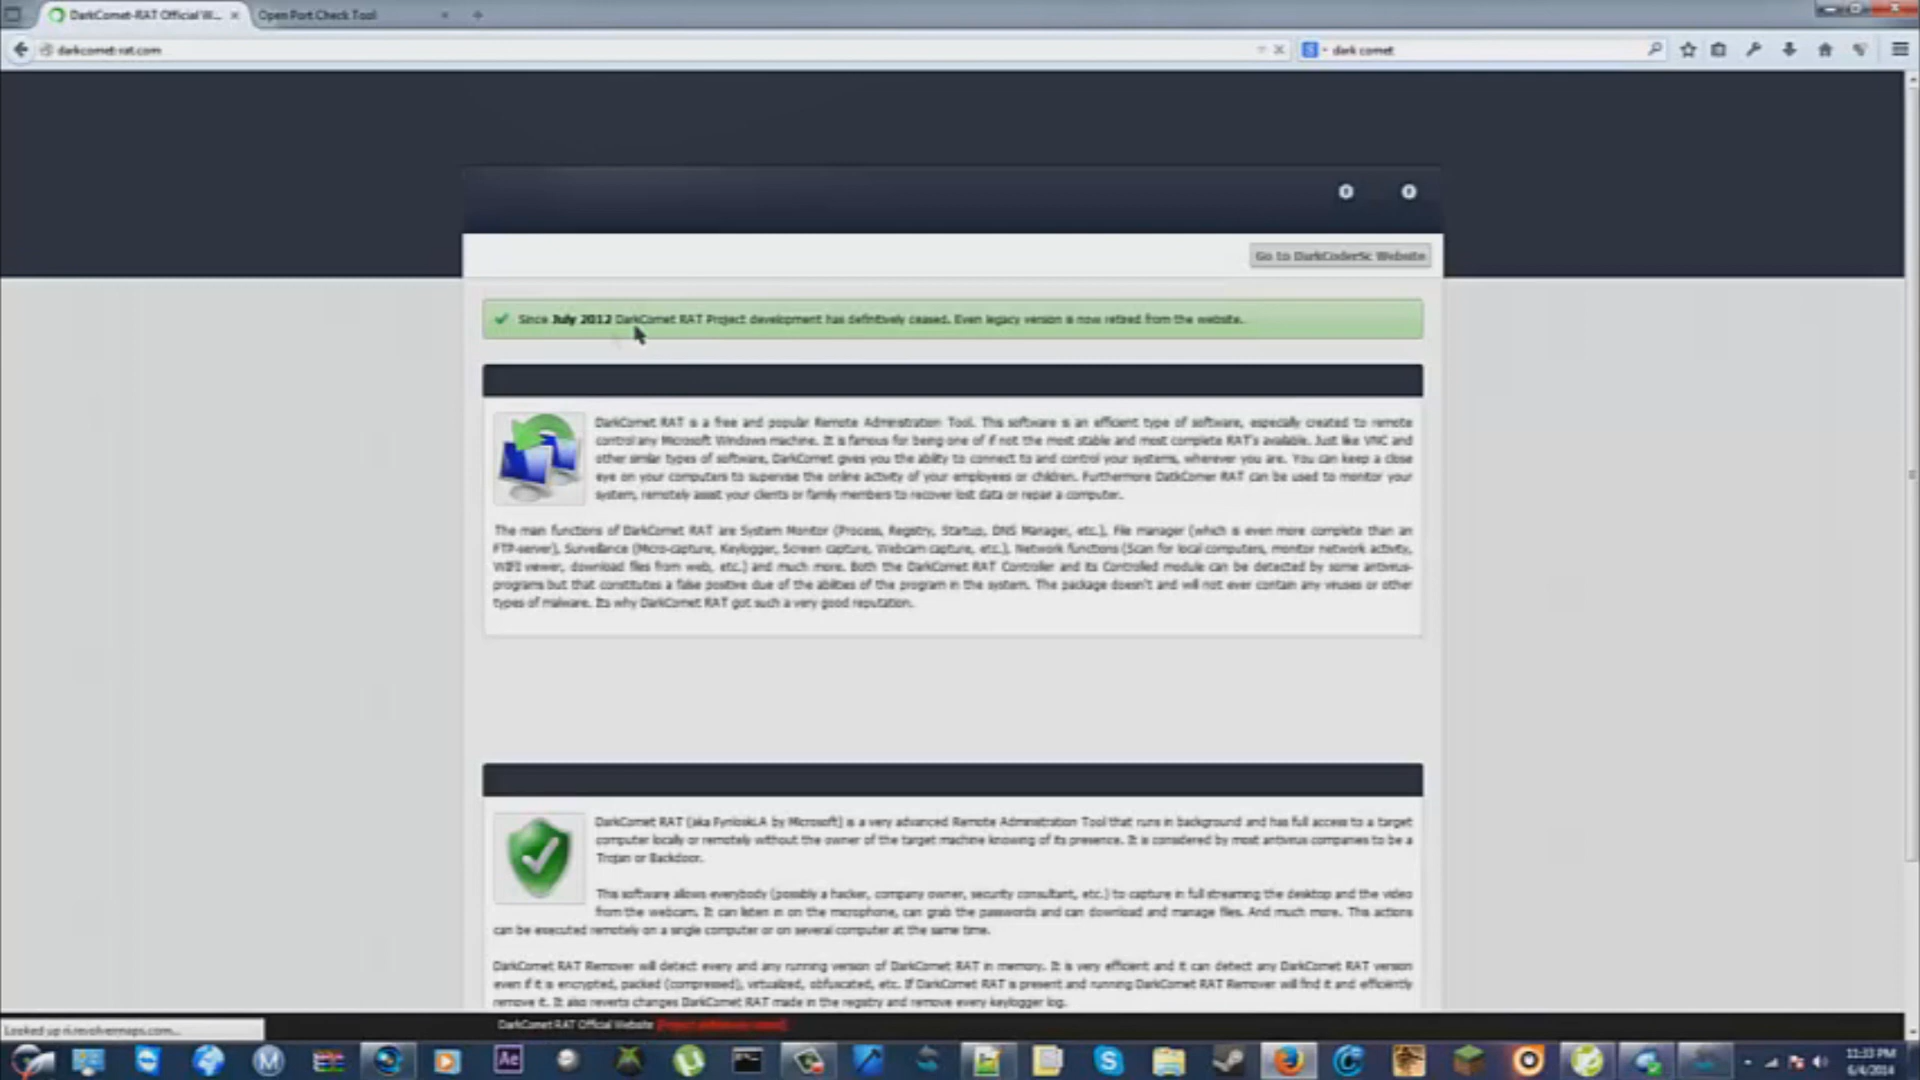 DarkComet-RAT Official W...
Open Port Check Tool
darkcomet-rat.com
dark comet
Go to DarkCoderSc Website
Since July 2012 DarkComet RAT Project development has definitively ceased. Even legacy version is now retired from the website.
DarkComet RAT is a free and popular Remote Administration Tool. This software is an efficient type of software, especially created to remote
control any Microsoft Windows machine. It is famous for being one of if not the most stable and most complete RAT's available. Just like VNC and
other similar types of software, DarkComet gives you the ability to connect to and control your systems, wherever you are. You can keep a close
eye on your computers to supervise the online activity of your employees or children. Furthermore DatkComer RAT can be used to monitor your
system, remotely assist your clients or family members to recover lost data or repair a computer.
The main functions of DarkComet RAT are System Monitor (Process, Registry, Startup, DNS Manager, etc.), File manager (which is even more complete than an
FTP-server), Surveillance (Micro-capture, Keylogger, Screen capture, Webcam capture, etc.), Network functions (Scan for local computers, monitor network activity,
WIFI viewer, download files from web, etc.) and much more. Both the DarkComet RAT Controller and its Controlled module can be detected by some antivirus-
programs but that constitutes a false positive due of the abilities of the program in the system. The package doesn't and will not ever contain any viruses or other
types of malware. Its why DarkComet RAT got such a very good reputation.
DarkComet RAT (aka FynloskI.A by Microsoft) is a very advanced Remote Administration Tool that runs in background and has full access to a target
computer locally or remotely without the owner of the target machine knowing of its presence. It is considered by most antivirus companies to be a
Trojan or Backdoor.
This software allows everybody (possibly a hacker, company owner, security consultant, etc.) to capture in full streaming the desktop and the video
from the webcam. It can listen in on the microphone, can grab the passwords and can download and manage files. And much more. This actions
can be executed remotely on a single computer or on several computer at the same time.
DarkComet RAT Remover will detect every and any running version of DarkComet RAT in memory. It is very efficient and it can detect any DarkComet RAT version
even if it is encrypted, packed (compressed), virtualized, obfuscated, etc. If DarkComet RAT is present and running DarkComet RAT Remover will find it and efficiently
remove it. It also reverts changes DarkComet RAT made in the registry and remove every keylogger log.
Looked up ri.revolvermaps.com...
DarkComet RAT Official Website
Ae
11:33 PM
6/4/2014